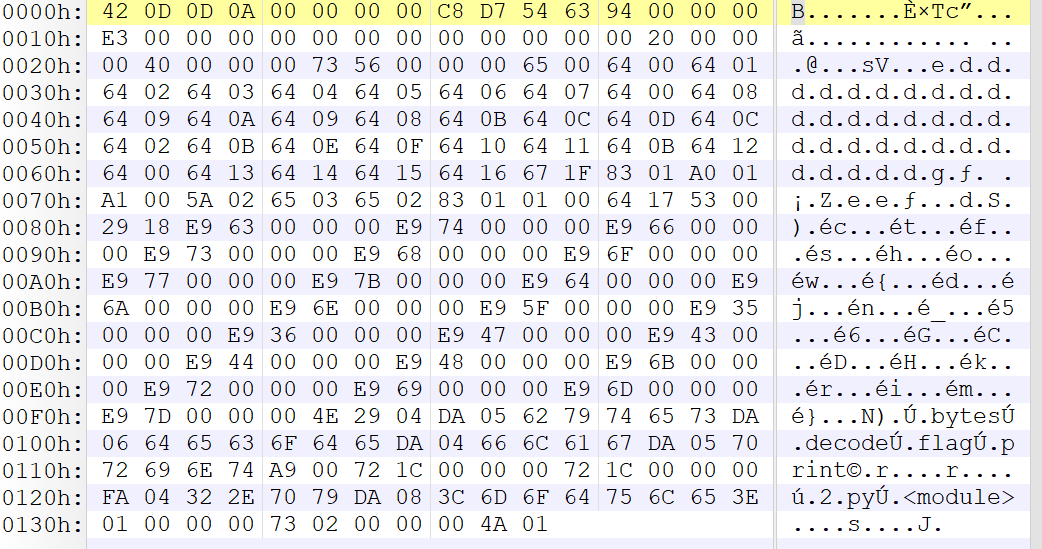 0000h: 42 0D 0D 0A 00 00 00 00 C8 D7 54 63 94 00 00 00 B.......È×Tc”...
0010h: E3 00 00 00 00 00 00 00 00 00 00 00 00 20 00 00 ã............ ..
0020h: 00 40 00 00 00 73 56 00 00 00 65 00 64 00 64 01 .@...sV...e.d.d.
0030h: 64 02 64 03 64 04 64 05 64 06 64 07 64 00 64 08 d.d.d.d.d.d.d.d.
0040h: 64 09 64 0A 64 09 64 08 64 0B 64 0C 64 0D 64 0C d.d.d.d.d.d.d.d.
0050h: 64 02 64 0B 64 0E 64 0F 64 10 64 11 64 0B 64 12 d.d.d.d.d.d.d.d.
0060h: 64 00 64 13 64 14 64 15 64 16 67 1F 83 01 A0 01 d.d.d.d.d.g.ƒ. .
0070h: A1 00 5A 02 65 03 65 02 83 01 01 00 64 17 53 00 ¡.Z.e.e.ƒ...d.S.
0080h: 29 18 E9 63 00 00 00 E9 74 00 00 00 E9 66 00 00 ).éc...ét...éf..
0090h: 00 E9 73 00 00 00 E9 68 00 00 00 E9 6F 00 00 00 .és...éh...éo...
00A0h: E9 77 00 00 00 E9 7B 00 00 00 E9 64 00 00 00 E9 éw...é{...éd...é
00B0h: 6A 00 00 00 E9 6E 00 00 00 E9 5F 00 00 00 E9 35 j...én...é_...é5
00C0h: 00 00 00 E9 36 00 00 00 E9 47 00 00 00 E9 43 00 ...é6...éG...éC.
00D0h: 00 00 E9 44 00 00 00 E9 48 00 00 00 E9 6B 00 00 ..éD...éH...ék..
00E0h: 00 E9 72 00 00 00 E9 69 00 00 00 E9 6D 00 00 00 .ér...éi...ém...
00F0h: E9 7D 00 00 00 4E 29 04 DA 05 62 79 74 65 73 DA é}...N).Ú.bytesÚ
0100h: 06 64 65 63 6F 64 65 DA 04 66 6C 61 67 DA 05 70 .decodeÚ.flagÚ.p
0110h: 72 69 6E 74 A9 00 72 1C 00 00 00 72 1C 00 00 00 rint©.r....r....
0120h: FA 04 32 2E 70 79 DA 08 3C 6D 6F 64 75 6C 65 3E ú.2.pyÚ.<module>
0130h: 01 00 00 00 73 02 00 00 00 4A 01 ....s....J.